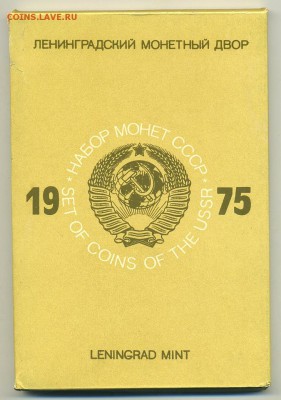 COINS.LAVE.RU
ЛЕНИНГРАДСКИЙ МОНЕТНЫЙ ДВОР
• НАБОР МОНЕТ СССР •
19 75
SET OF COINS OF THE USSR
LENINGRAD MINT